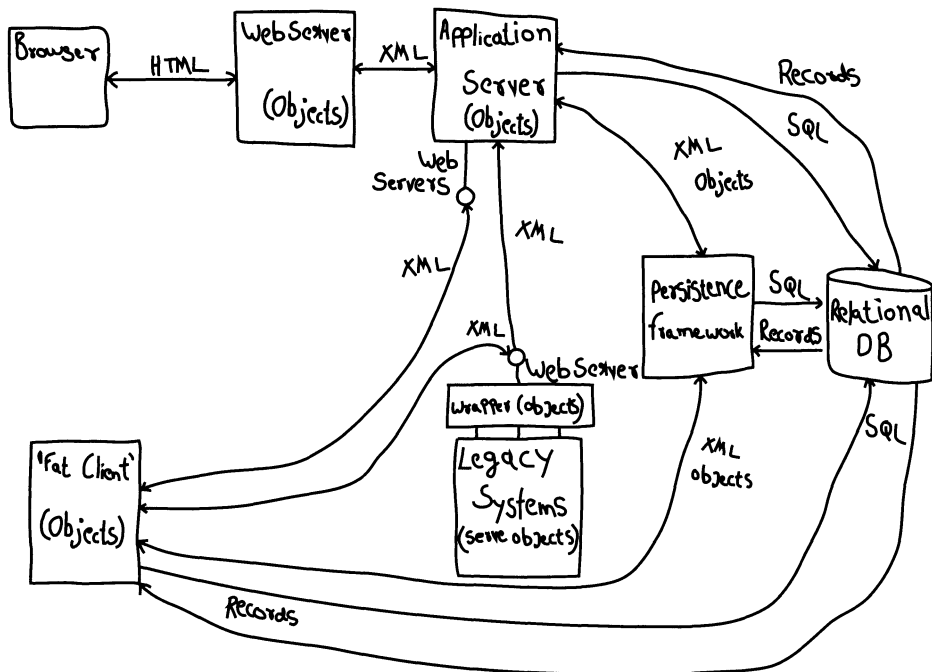 Browser
HTML
WebServer
(Objects)
XML
Application
Server
(Objects)
Records
SQL
XML
Objects
Web
Servers
XML
XML
Persistence
framework
SQL
Records
Relational
DB
XML
WebServer
Wrapper (objects)
Legacy
Systems
(serve objects)
'Fat Client'
(Objects)
XML
objects
SQL
Records